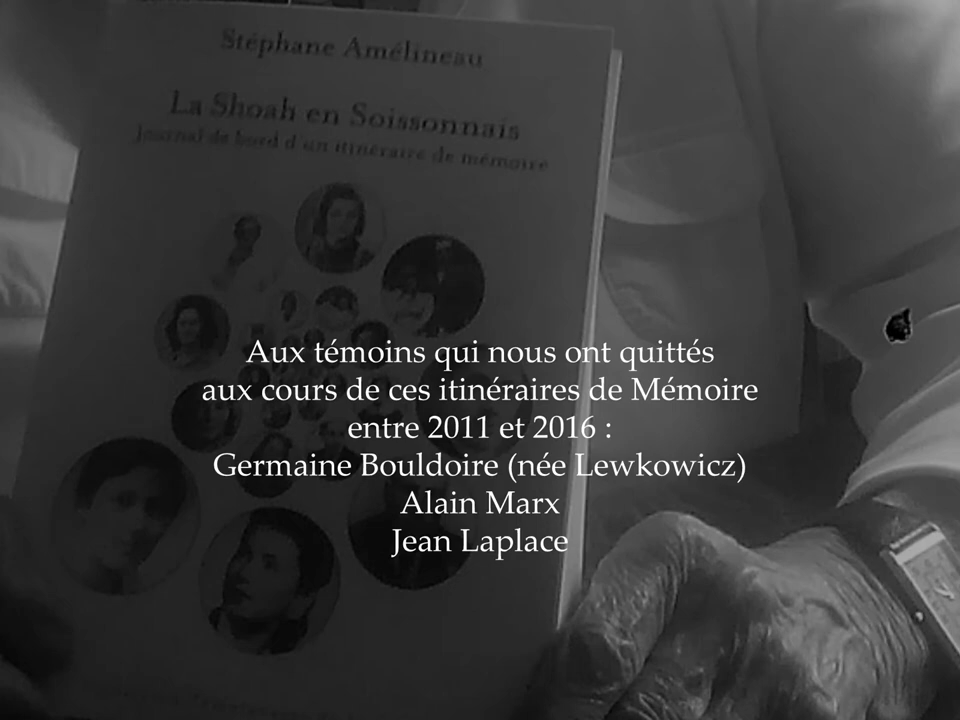 Stéphane Amélineau
La Shoah en Soissonnais
Journal de bord d'un itinéraire de mémoire
Aux témoins qui nous ont quittés
aux cours de ces itinéraires de Mémoire
entre 2011 et 2016 :
Germaine Bouldoire (née Lewkowicz)
Alain Marx
Jean Laplace